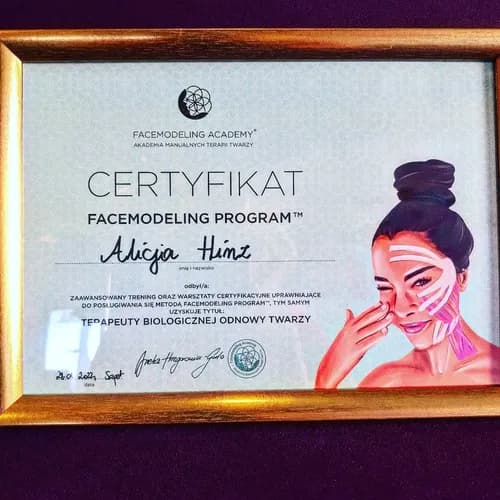 FACEMODELING ACADEMY®
AKADEMIA MANUALNYCH TERAPII TWARZY
CERTYFIKAT
FACEMODELING PROGRAM™
Alicja Hinz
imię i nazwisko
odbył/a:
ZAAWANSOWANY TRENING ORAZ WARSZTATY CERTYFIKACYJNE UPRAWNIAJĄCE
DO POSŁUGIWANIA SIĘ METODĄ FACEMODELING PROGRAM™, TYM SAMYM
UZYSKUJE TYTUŁ:
TERAPEUTY BIOLOGICZNEJ ODNOWY TWARZY
data